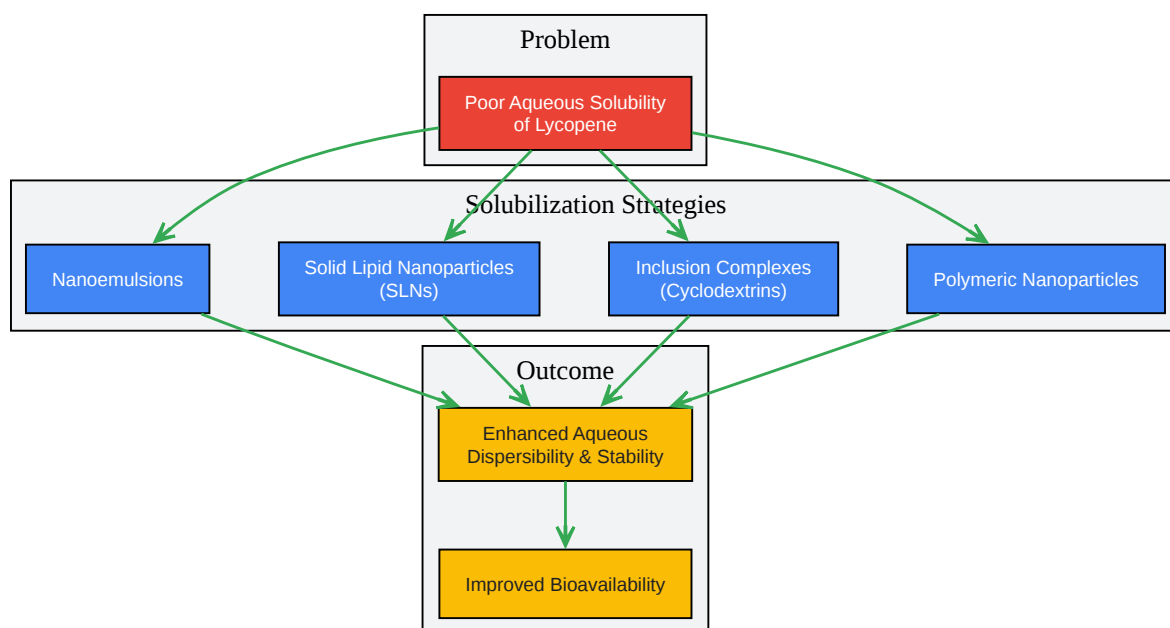 Problem
Poor Aqueous Solubility
of Lycopene
Solubilization Strategies
Nanoemulsions
Solid Lipid Nanoparticles
(SLNs)
Inclusion Complexes
(Cyclodextrins)
Polymeric Nanoparticles
Outcome
Enhanced Aqueous
Dispersibility & Stability
Improved Bioavailability